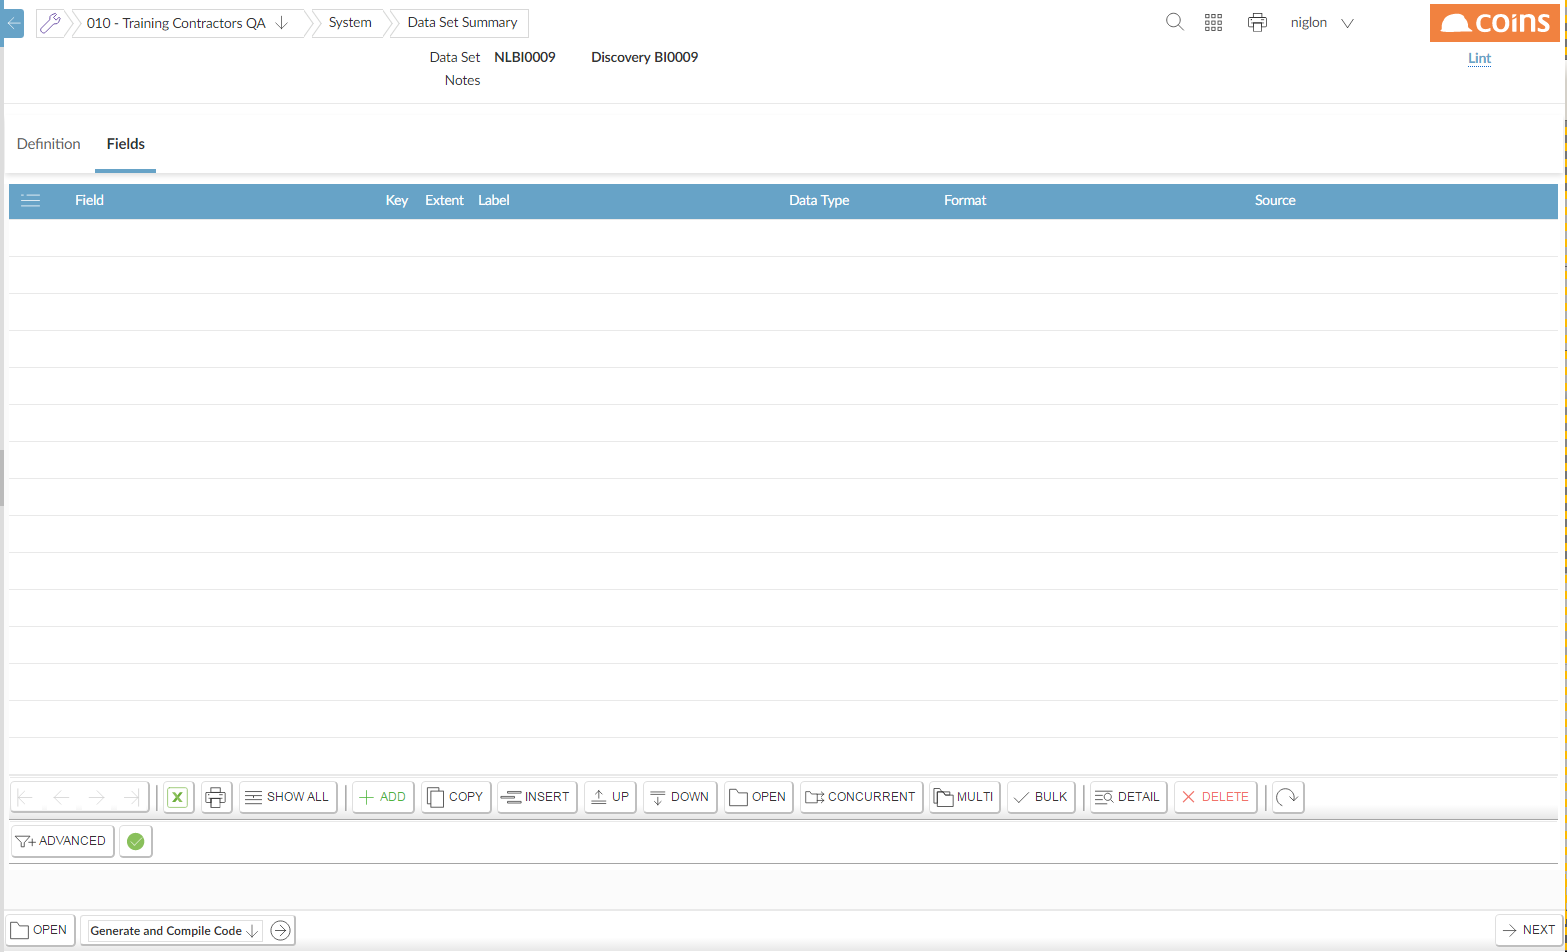 010 - Training Contractors QA System Data Set Summary niglon coins
Data Set NLBI0009 Discovery BI0009 Lint
Notes
Definition Fields
Field Key Extent Label Data Type Format Source
SHOW ALL ADD COPY INSERT UP DOWN OPEN CONCURRENT MULTI BULK DETAIL DELETE
ADVANCED
OPEN Generate and Compile Code NEXT